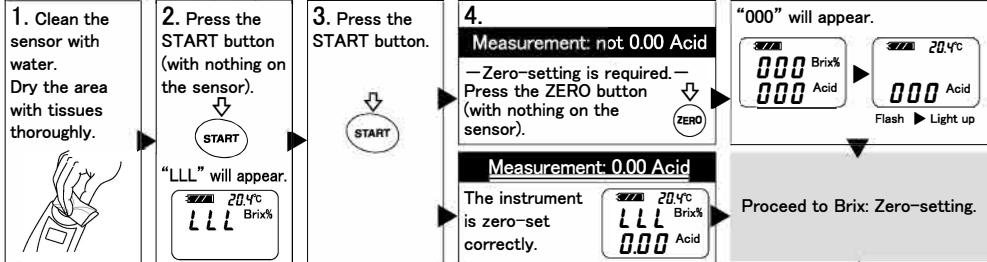 1. Clean the
sensor with
water.
Dry the area
with tissues
thoroughly.
2. Press the
START button
(with nothing on
the sensor).
START
“LLL” will appear.
20.4℃
LLL Brix%
3. Press the
START button.
START
4.
Measurement: not 0.00 Acid
—Zero-setting is required.—
Press the ZERO button
(with nothing on the
sensor).
ZERO
“000” will appear.
000 Brix%
000 Acid
20.4℃
000 Acid
Flash ▶ Light up
Measurement: 0.00 Acid
The instrument
is zero-set
correctly.
20.4℃
LLL Brix%
0.00 Acid
Proceed to Brix: Zero-setting.